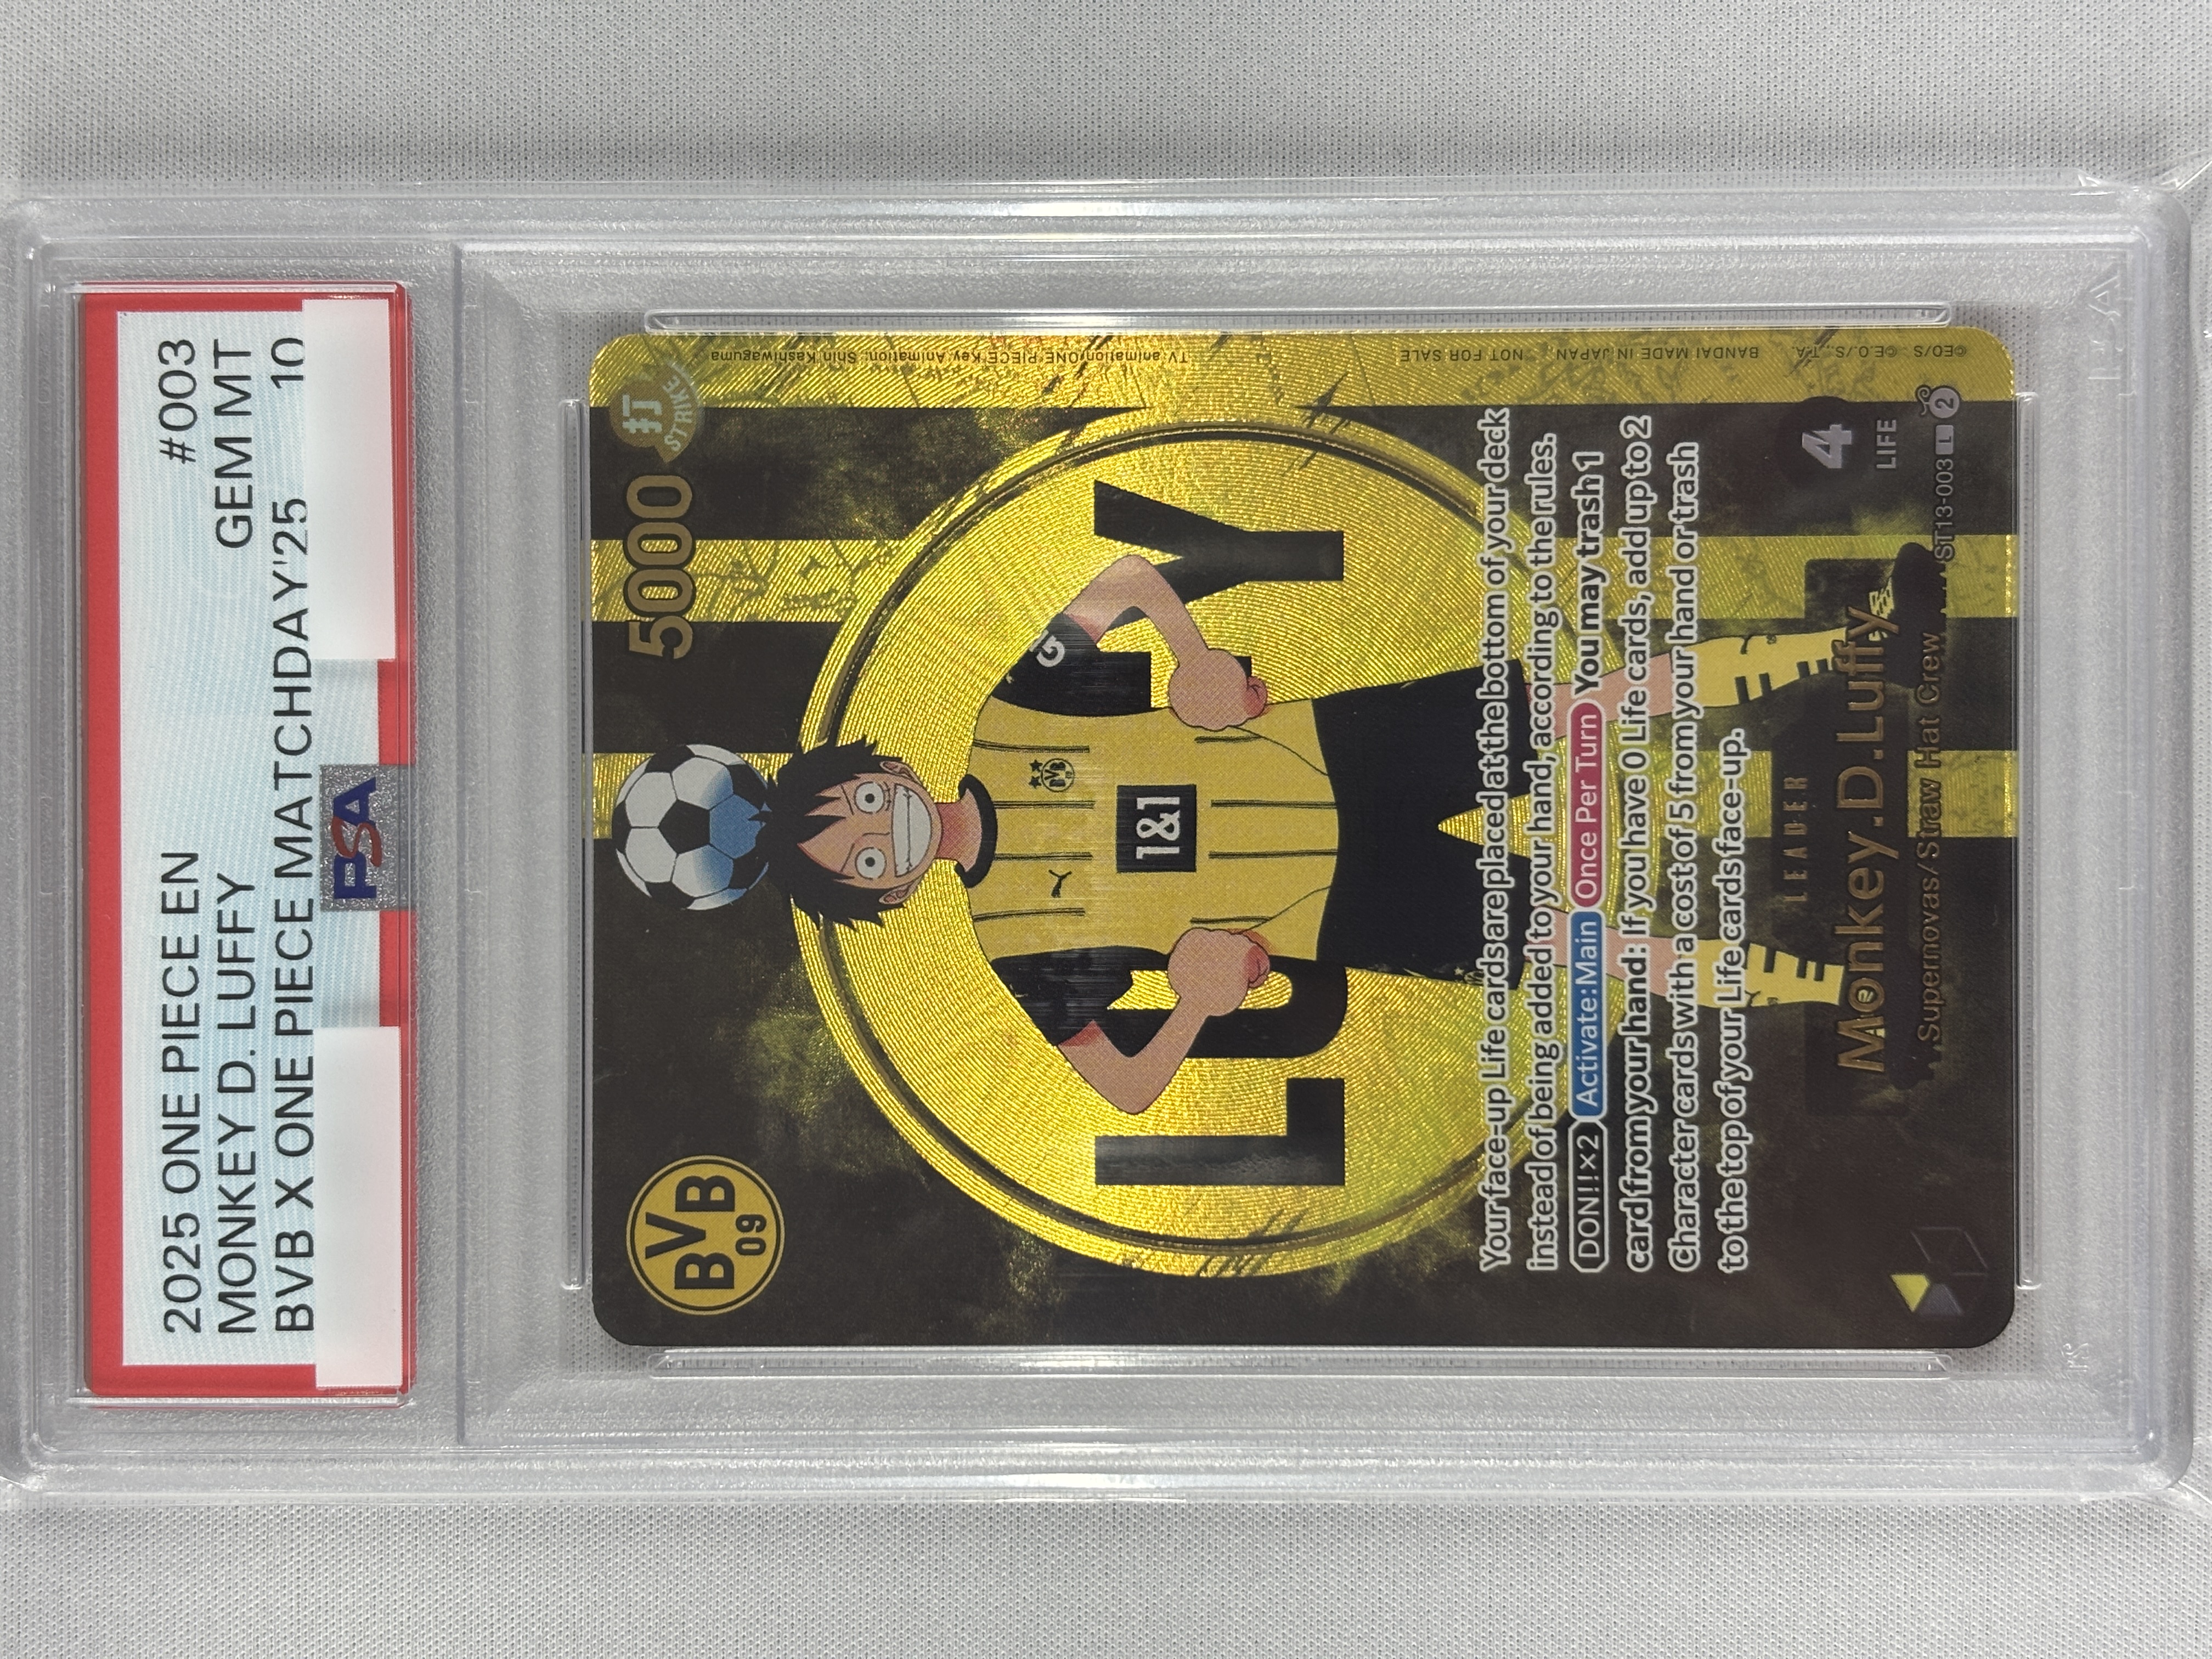 2025 ONE PIECE EN #003
MONKEY D. LUFFY GEM MT
BVB X ONE PIECE MATCHDAY'25 10
PSA
BVB
09
5000
打
STRIKE
1&1
BVB
09
Your face-up Life cards are placed at the bottom of your deck
instead of being added to your hand, according to the rules.
DON!!×2 Activate:Main Once Per Turn You may trash 1
card from your hand: If you have 0 Life cards, add up to 2
Character cards with a cost of 5 from your hand or trash
to the top of your Life cards face-up.
LEADER
4
LIFE
Monkey.D.Luffy
Supernovas/Straw Hat Crew
ST13-003 L 2
TV animation ONE PIECE Key Animation: Shin Kashiwaguma
NOT FOR SALE
BANDAI MADE IN JAPAN
©E.O./S., T.A.
©EO/S